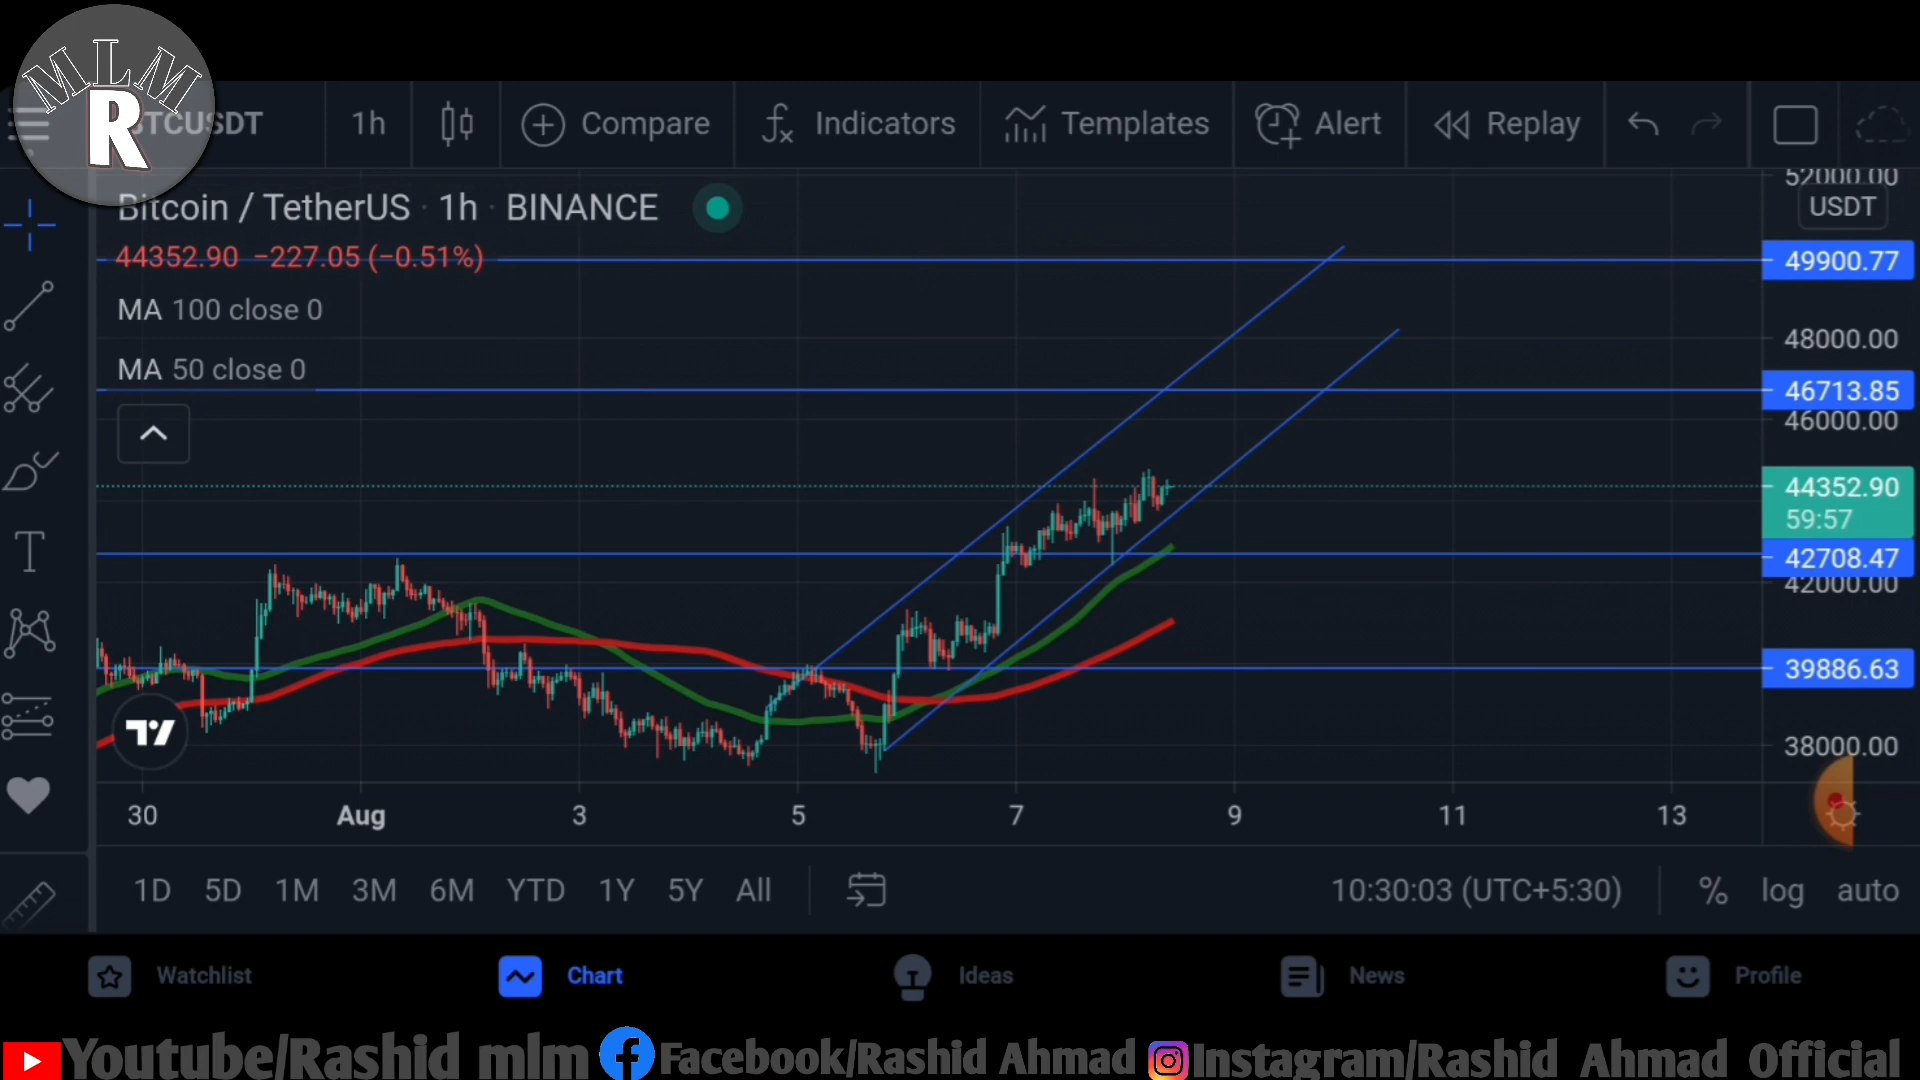 MLM
R
BTCUSDT 1h Compare Indicators Templates Alert Replay
52000.00
Bitcoin / TetherUS · 1h · BINANCE
USDT
44352.90 −227.05 (−0.51%)
49900.77
MA 100 close 0
48000.00
MA 50 close 0
46713.85
46000.00
44352.90
59:57
42708.47
42000.00
39886.63
38000.00
30 Aug 3 5 7 9 11 13
1D 5D 1M 3M 6M YTD 1Y 5Y All 10:30:03 (UTC+5:30) % log auto
Watchlist Chart Ideas News Profile
Youtube/Rashid mlm Facebook/Rashid Ahmad Instagram/Rashid Ahmad Official